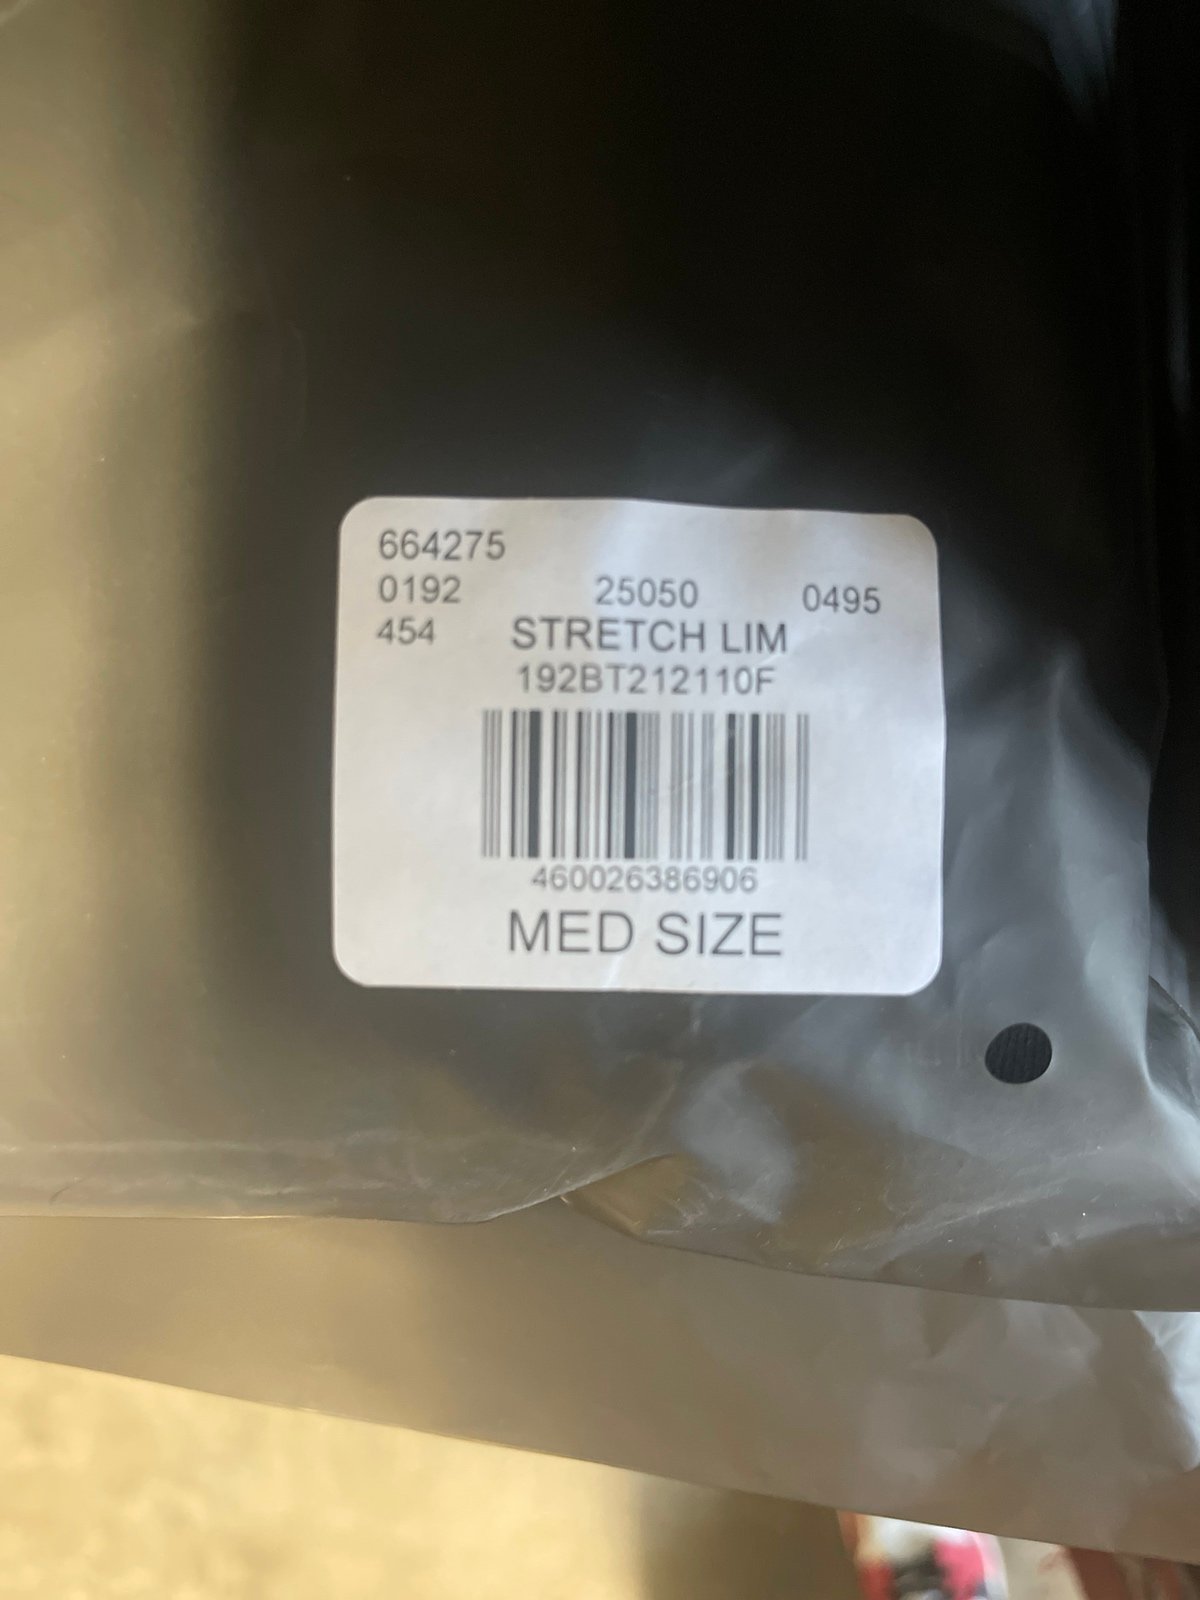 664275
0192 25050 0495
454 STRETCH LIM
192BT212110F
460026386906
MED SIZE